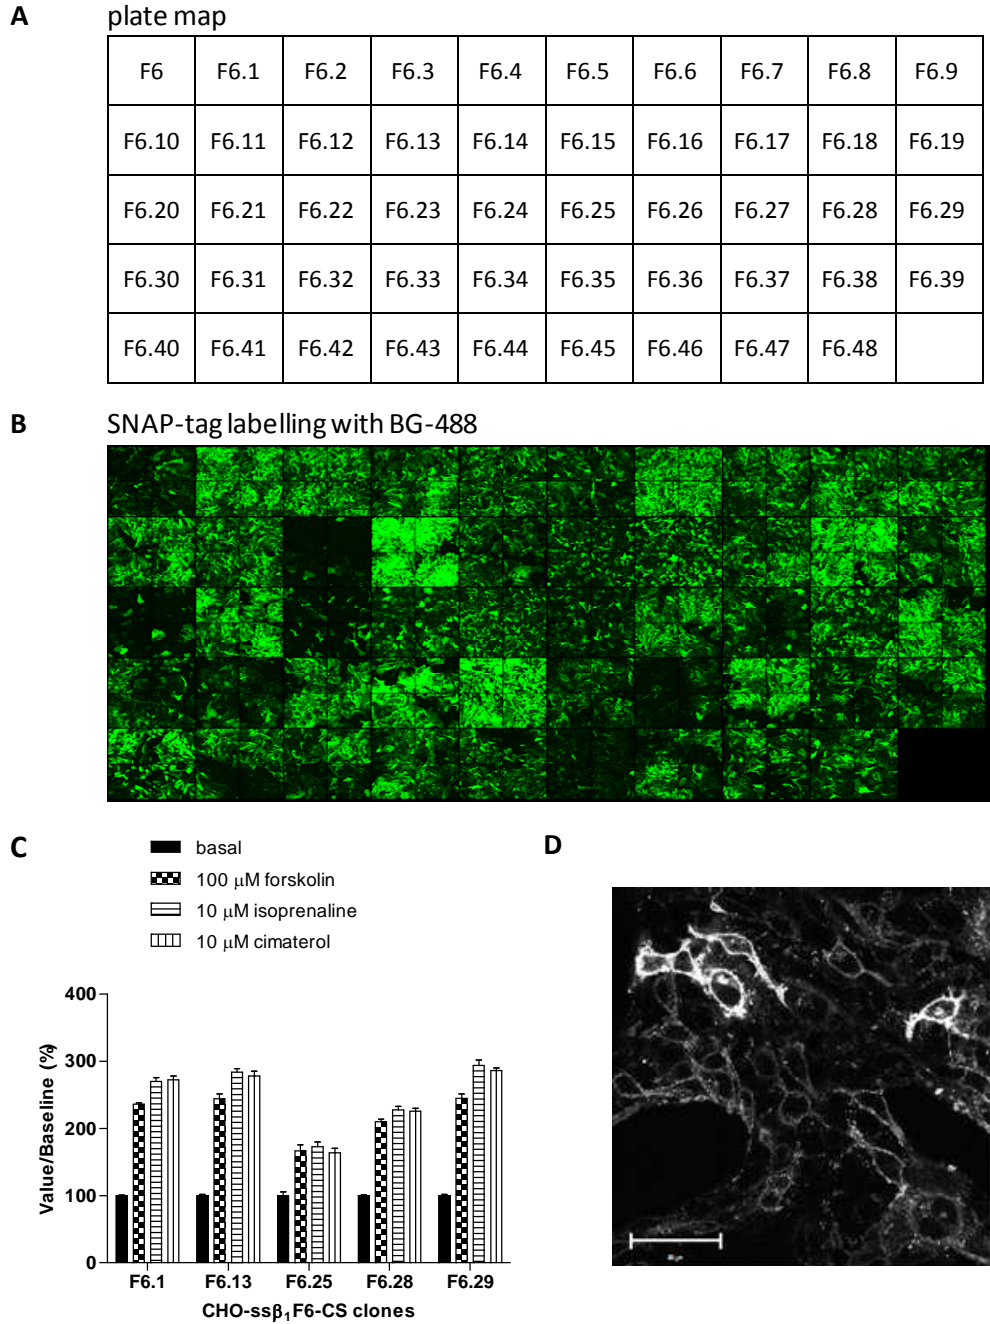 A
plate map
F6 F6.1 F6.2 F6.3 F6.4 F6.5 F6.6 F6.7 F6.8 F6.9
F6.10 F6.11 F6.12 F6.13 F6.14 F6.15 F6.16 F6.17 F6.18 F6.19
F6.20 F6.21 F6.22 F6.23 F6.24 F6.25 F6.26 F6.27 F6.28 F6.29
F6.30 F6.31 F6.32 F6.33 F6.34 F6.35 F6.36 F6.37 F6.38 F6.39
F6.40 F6.41 F6.42 F6.43 F6.44 F6.45 F6.46 F6.47 F6.48
B
SNAP-tag labelling with BG-488
C
basal
100 μM forskolin
10 μM isoprenaline
10 μM cimaterol
Value/Baseline (%)
400
300
200
100
0
F6.1 F6.13 F6.25 F6.28 F6.29
CHO-ssβ₁F6-CS clones
D